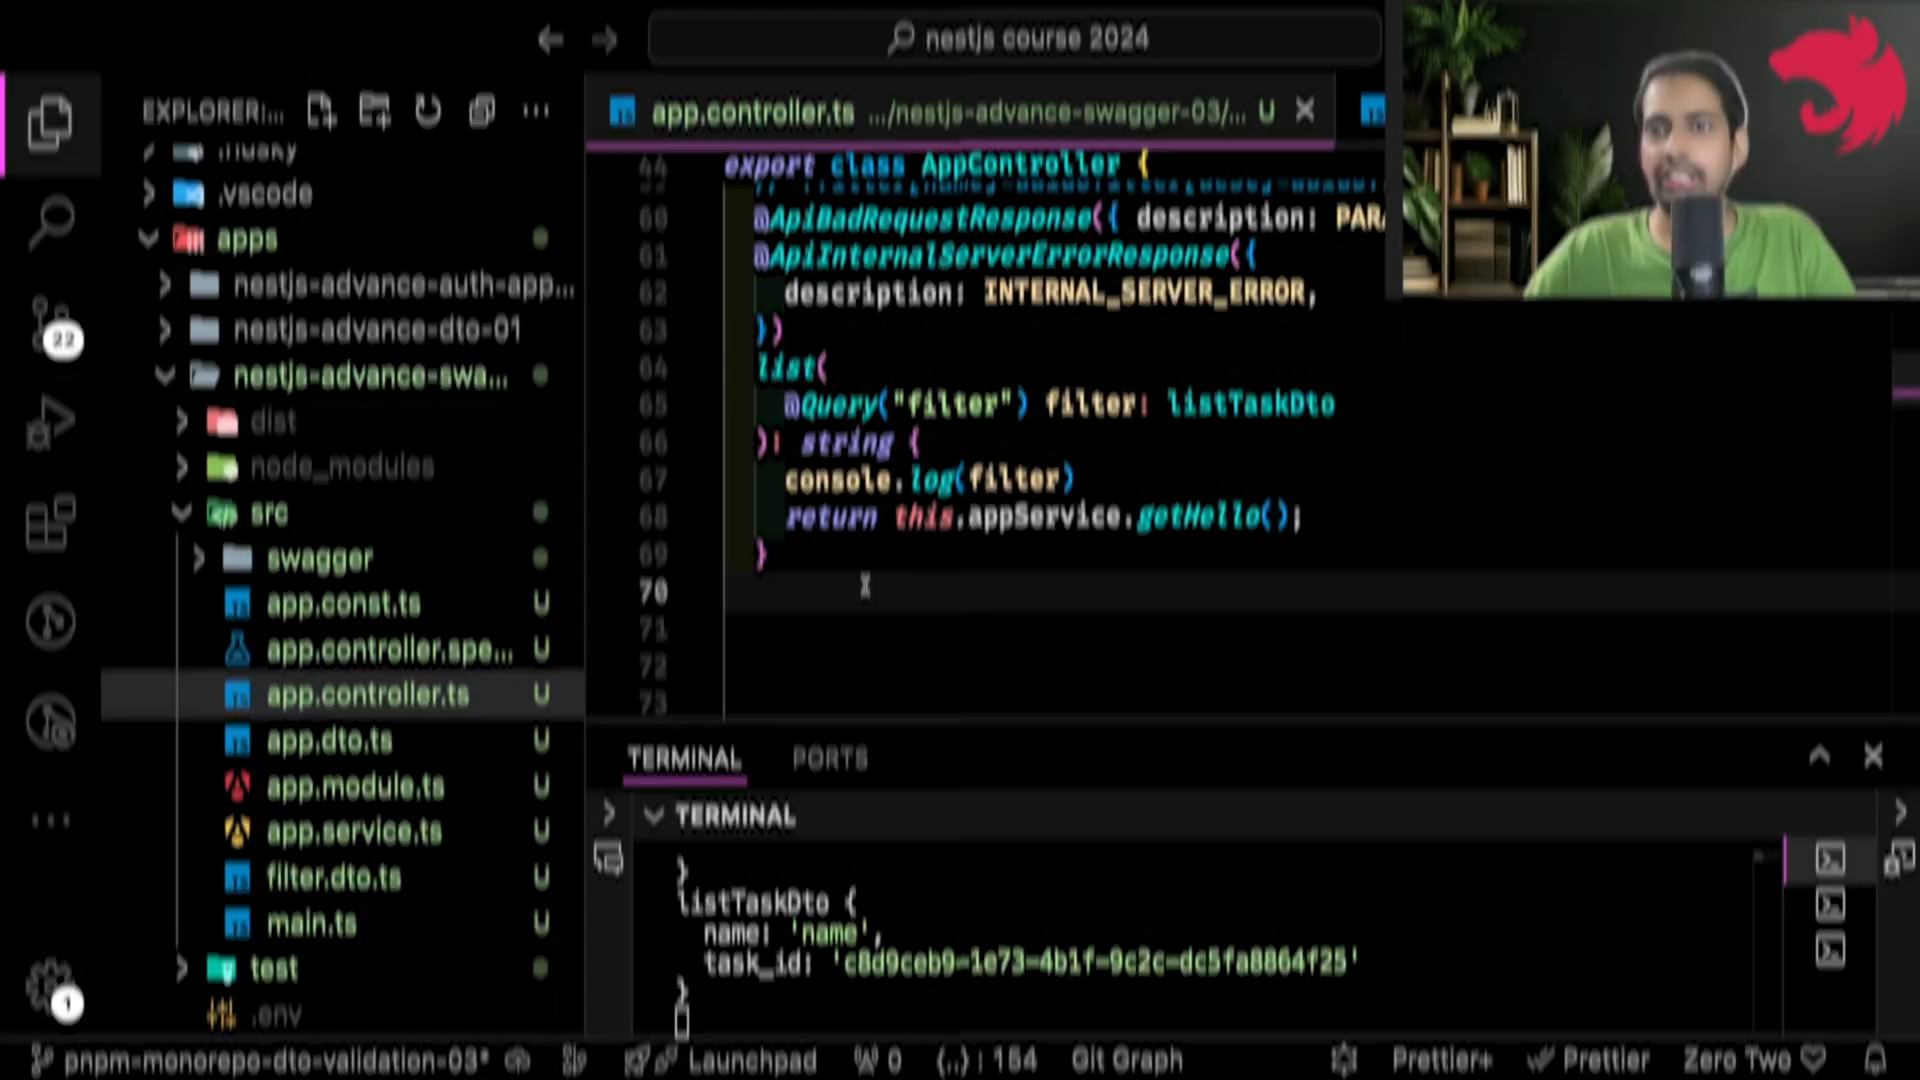 nestjs course 2024
EXPLORER:...
.husky
.vscode
apps
nestjs-advance-auth-app...
nestjs-advance-dto-01
nestjs-advance-swa...
dist
node_modules
src
swagger
app.const.ts U
app.controller.spe... U
app.controller.ts U
app.dto.ts U
app.module.ts U
app.service.ts U
filter.dto.ts U
main.ts U
test
.env
22
1
app.controller.ts .../nestjs-advance-swagger-03/... U
44 export class AppController {
60 @ApiBadRequestResponse({ description: PARA
61 @ApiInternalServerErrorResponse({
62 description: INTERNAL_SERVER_ERROR,
63 })
64 list(
65 @Query("filter") filter: listTaskDto
66 ): string {
67 console.log(filter)
68 return this.appService.getHello();
69 }
70
71
72
73
TERMINAL PORTS
TERMINAL
}
listTaskDto {
name: 'name',
task_id: 'c8d9ceb9-1e73-4b1f-9c2c-dc5fa8864f25'
}
pnpm-monorepo-dto-validation-03* Launchpad 0 {..} : 154 Git Graph Prettier+ Prettier Zero Two